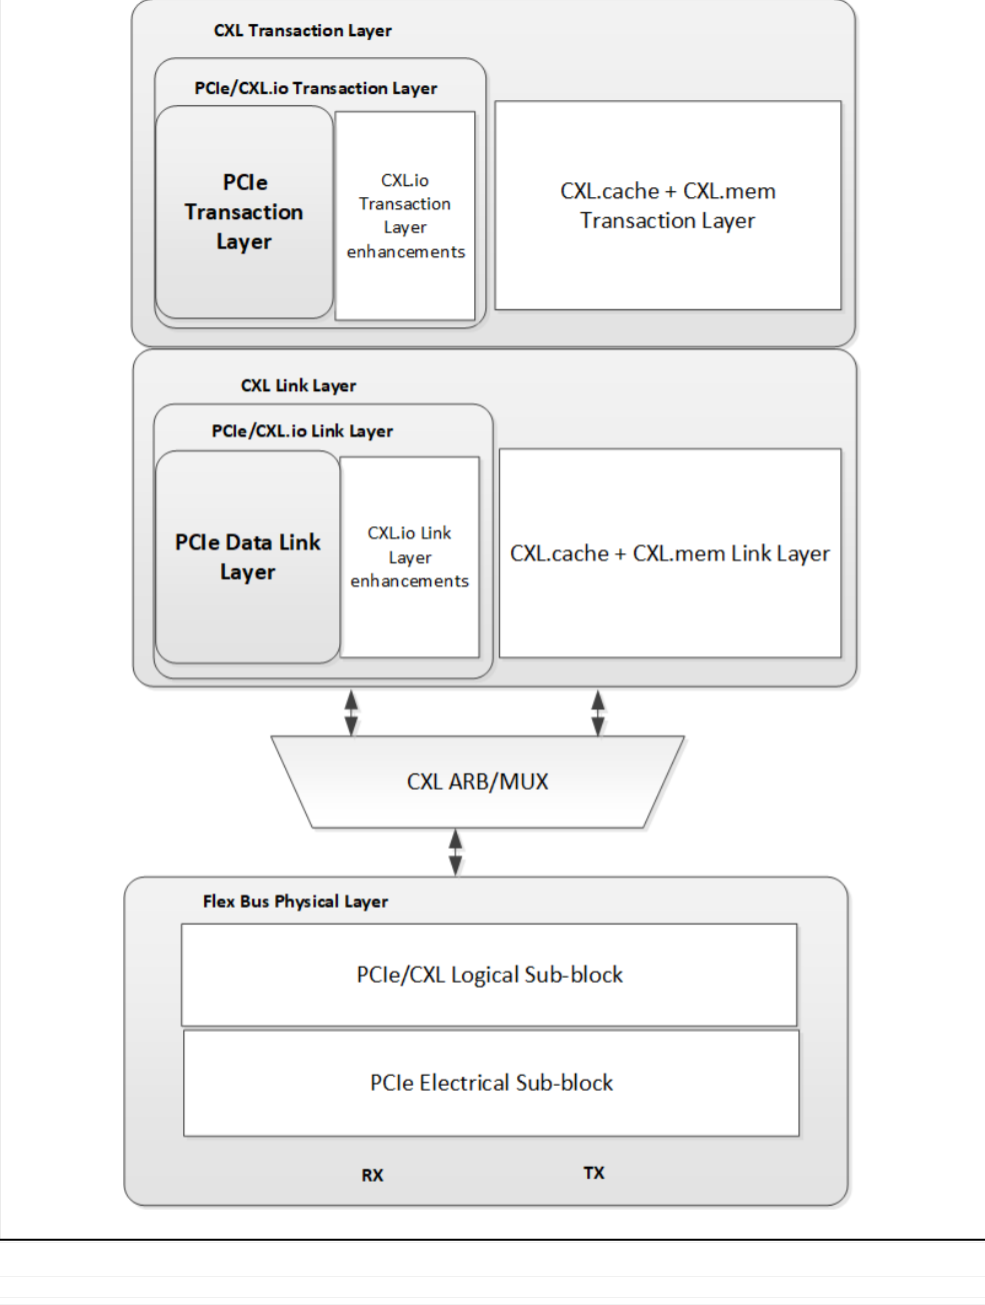 CXL Transaction Layer
PCIe/CXL.io Transaction Layer
PCIe
Transaction
Layer
CXL.io
Transaction
Layer
enhancements
CXL.cache + CXL.mem
Transaction Layer
CXL Link Layer
PCIe/CXL.io Link Layer
PCIe Data Link
Layer
CXL.io Link
Layer
enhancements
CXL.cache + CXL.mem Link Layer
CXL ARB/MUX
Flex Bus Physical Layer
PCIe/CXL Logical Sub-block
PCIe Electrical Sub-block
RX
TX